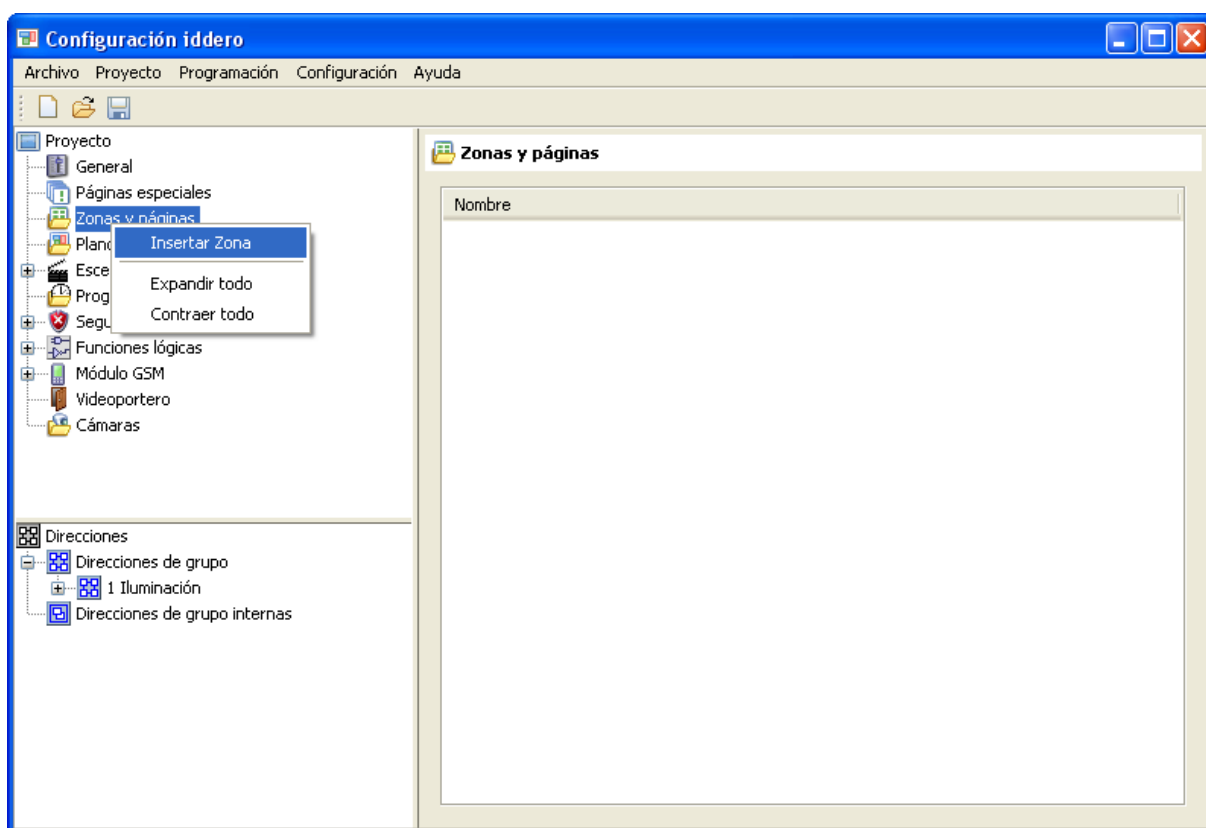 Configuración iddero
Archivo Proyecto Programación Configuración Ayuda
Proyecto
General
Páginas especiales
Zonas y páginas
Insertar Zona
Expandir todo
Contraer todo
Funciones lógicas
Módulo GSM
Videoportero
Cámaras
Direcciones
Direcciones de grupo
1 Iluminación
Direcciones de grupo internas
Zonas y páginas
Nombre